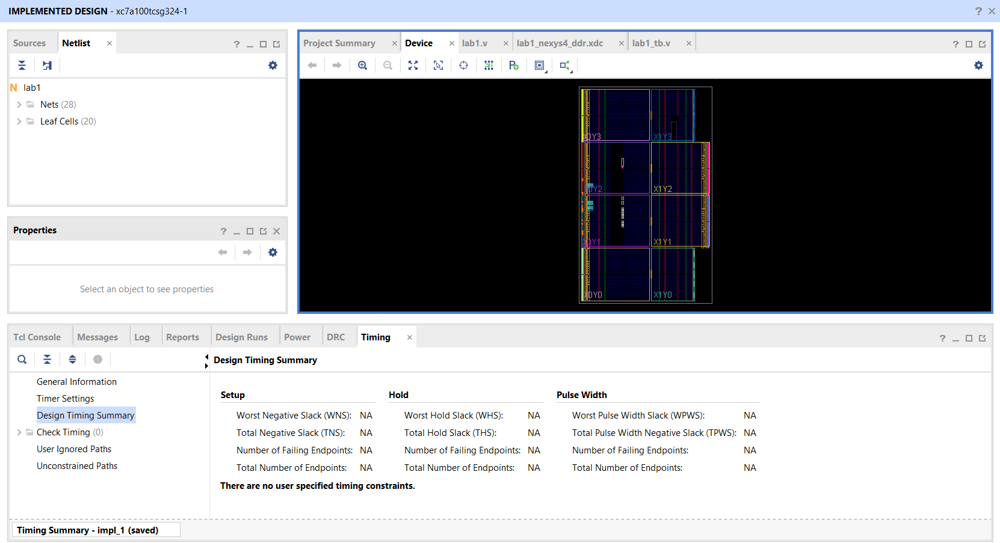 IMPLEMENTED DESIGN - xc7a100tcsg324-1
Sources Netlist
lab1
Nets (28)
Leaf Cells (20)
Properties
Select an object to see properties
Project Summary Device lab1.v lab1_nexys4_ddr.xdc lab1_tb.v
X0Y3 X1Y3
X0Y2 X1Y2
X0Y1 X1Y1
X0Y0 X1Y0
Tcl Console Messages Log Reports Design Runs Power DRC Timing
Design Timing Summary
General Information
Timer Settings
Design Timing Summary
Check Timing (0)
User Ignored Paths
Unconstrained Paths
Setup Hold Pulse Width
Worst Negative Slack (WNS): NA Worst Hold Slack (WHS): NA Worst Pulse Width Slack (WPWS): NA
Total Negative Slack (TNS): NA Total Hold Slack (THS): NA Total Pulse Width Negative Slack (TPWS): NA
Number of Failing Endpoints: NA Number of Failing Endpoints: NA Number of Failing Endpoints: NA
Total Number of Endpoints: NA Total Number of Endpoints: NA Total Number of Endpoints: NA
There are no user specified timing constraints.
Timing Summary - impl_1 (saved)